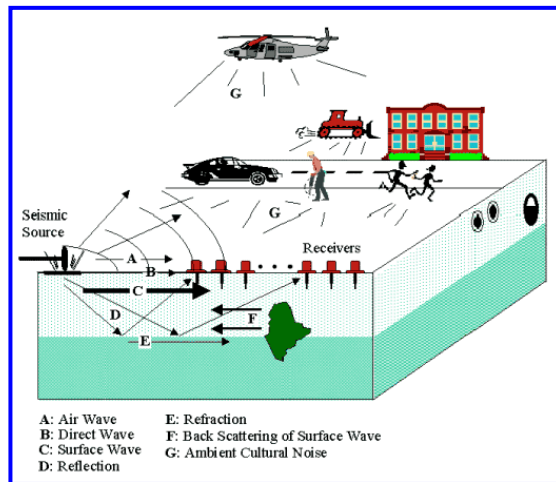 G
G
Seismic
Source
Receivers
A
B
C
D
F
E
A: Air Wave
B: Direct Wave
C: Surface Wave
D: Reflection
E: Refraction
F: Back Scattering of Surface Wave
G: Ambient Cultural Noise